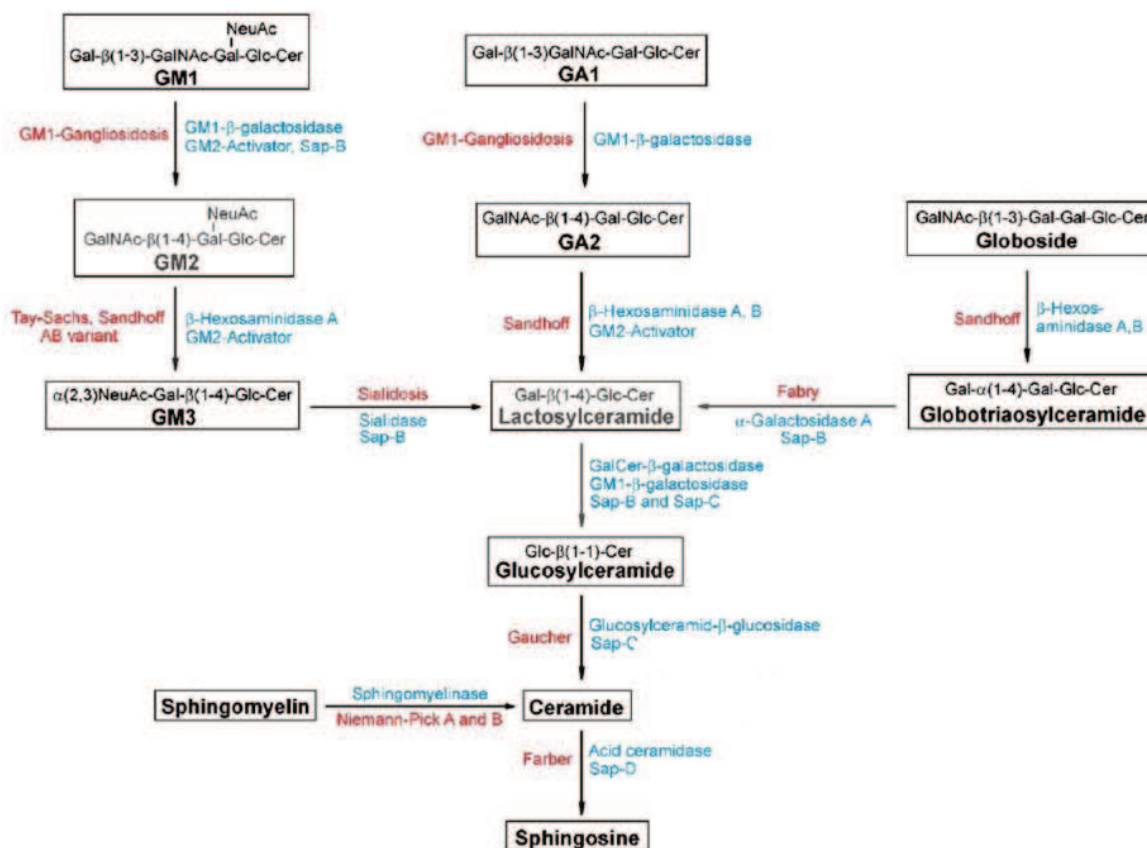 NeuAc
Gal-β(1-3)-GalNAc-Gal-Glc-Cer
GM1
Gal-β(1-3)GalNAc-Gal-Glc-Cer
GA1
GM1-Gangliosidosis
GM1-β-galactosidase
GM2-Activator, Sap-B
GM1-Gangliosidosis
GM1-β-galactosidase
NeuAc
GalNAc-β(1-4)-Gal-Glc-Cer
GM2
GalNAc-β(1-4)-Gal-Glc-Cer
GA2
GalNAc-β(1-3)-Gal-Gal-Glc-Cer
Globoside
Tay-Sachs, Sandhoff
AB variant
β-Hexosaminidase A
GM2-Activator
Sandhoff
β-Hexosaminidase A, B
GM2-Activator
Sandhoff
β-Hexos-
aminidase A,B
α(2,3)NeuAc-Gal-β(1-4)-Glc-Cer
GM3
Sialidosis
Sialidase
Sap-B
Gal-β(1-4)-Glc-Cer
Lactosylceramide
Fabry
α-Galactosidase A
Sap-B
Gal-α(1-4)-Gal-Glc-Cer
Globotriaosylceramide
GalCer-β-galactosidase
GM1-β-galactosidase
Sap-B and Sap-C
Glc-β(1-1)-Cer
Glucosylceramide
Gaucher
Glucosylceramid-β-glucosidase
Sap-C
Sphingomyelin
Sphingomyelinase
Niemann-Pick A and B
Ceramide
Farber
Acid ceramidase
Sap-D
Sphingosine